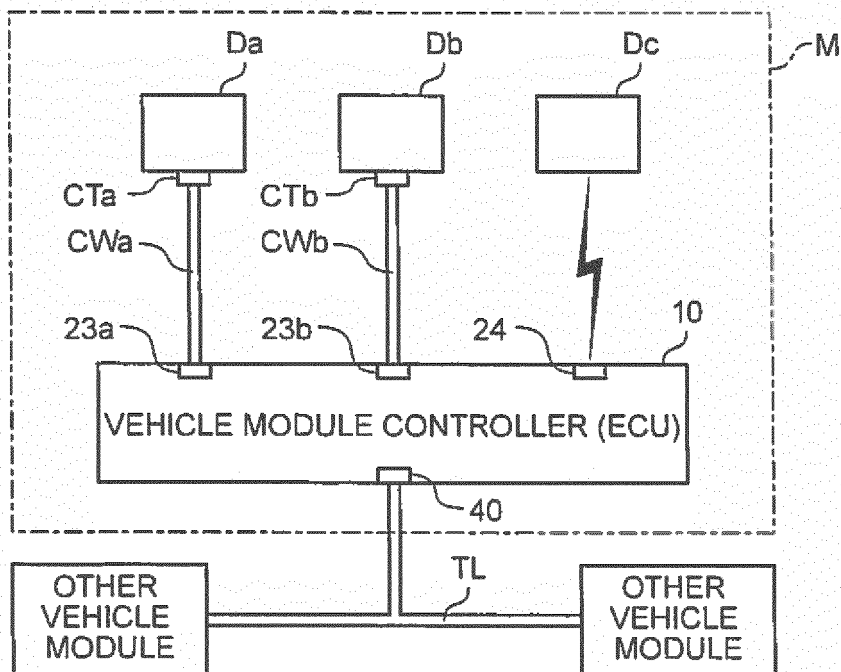 Da Db Dc M
CTa CTb
CWa CWb
23a 23b 24 10
VEHICLE MODULE CONTROLLER (ECU)
40
TL
OTHER
VEHICLE
MODULE
OTHER
VEHICLE
MODULE